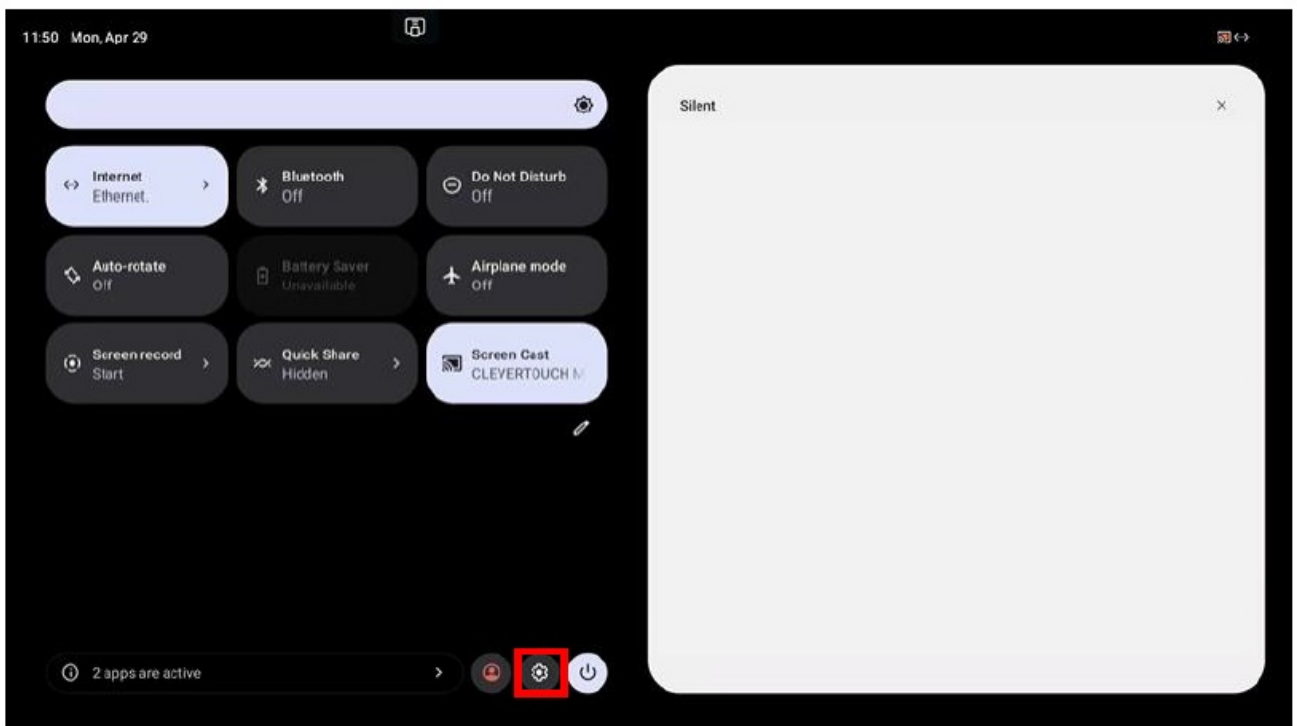 11:50 Mon, Apr 29
Silent
Internet
Ethernet.
Bluetooth
Off
Do Not Disturb
Off
Auto-rotate
Off
Battery Saver
Unavailable
Airplane mode
Off
Screen record
Start
Quick Share
Hidden
Screen Cast
CLEVERTOUCH M
2 apps are active